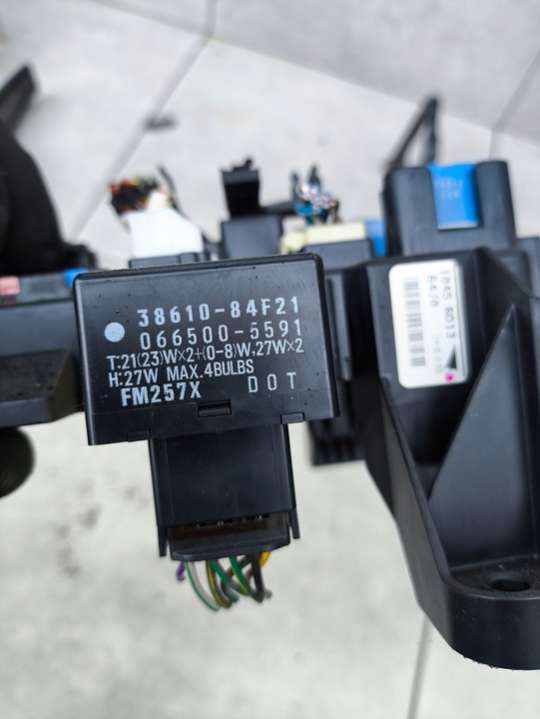 38610-84F21
066500-5591
T:21(23)W×2+(0-8)W,27W×2
H:27W MAX.4BULBS
FM257X DOT